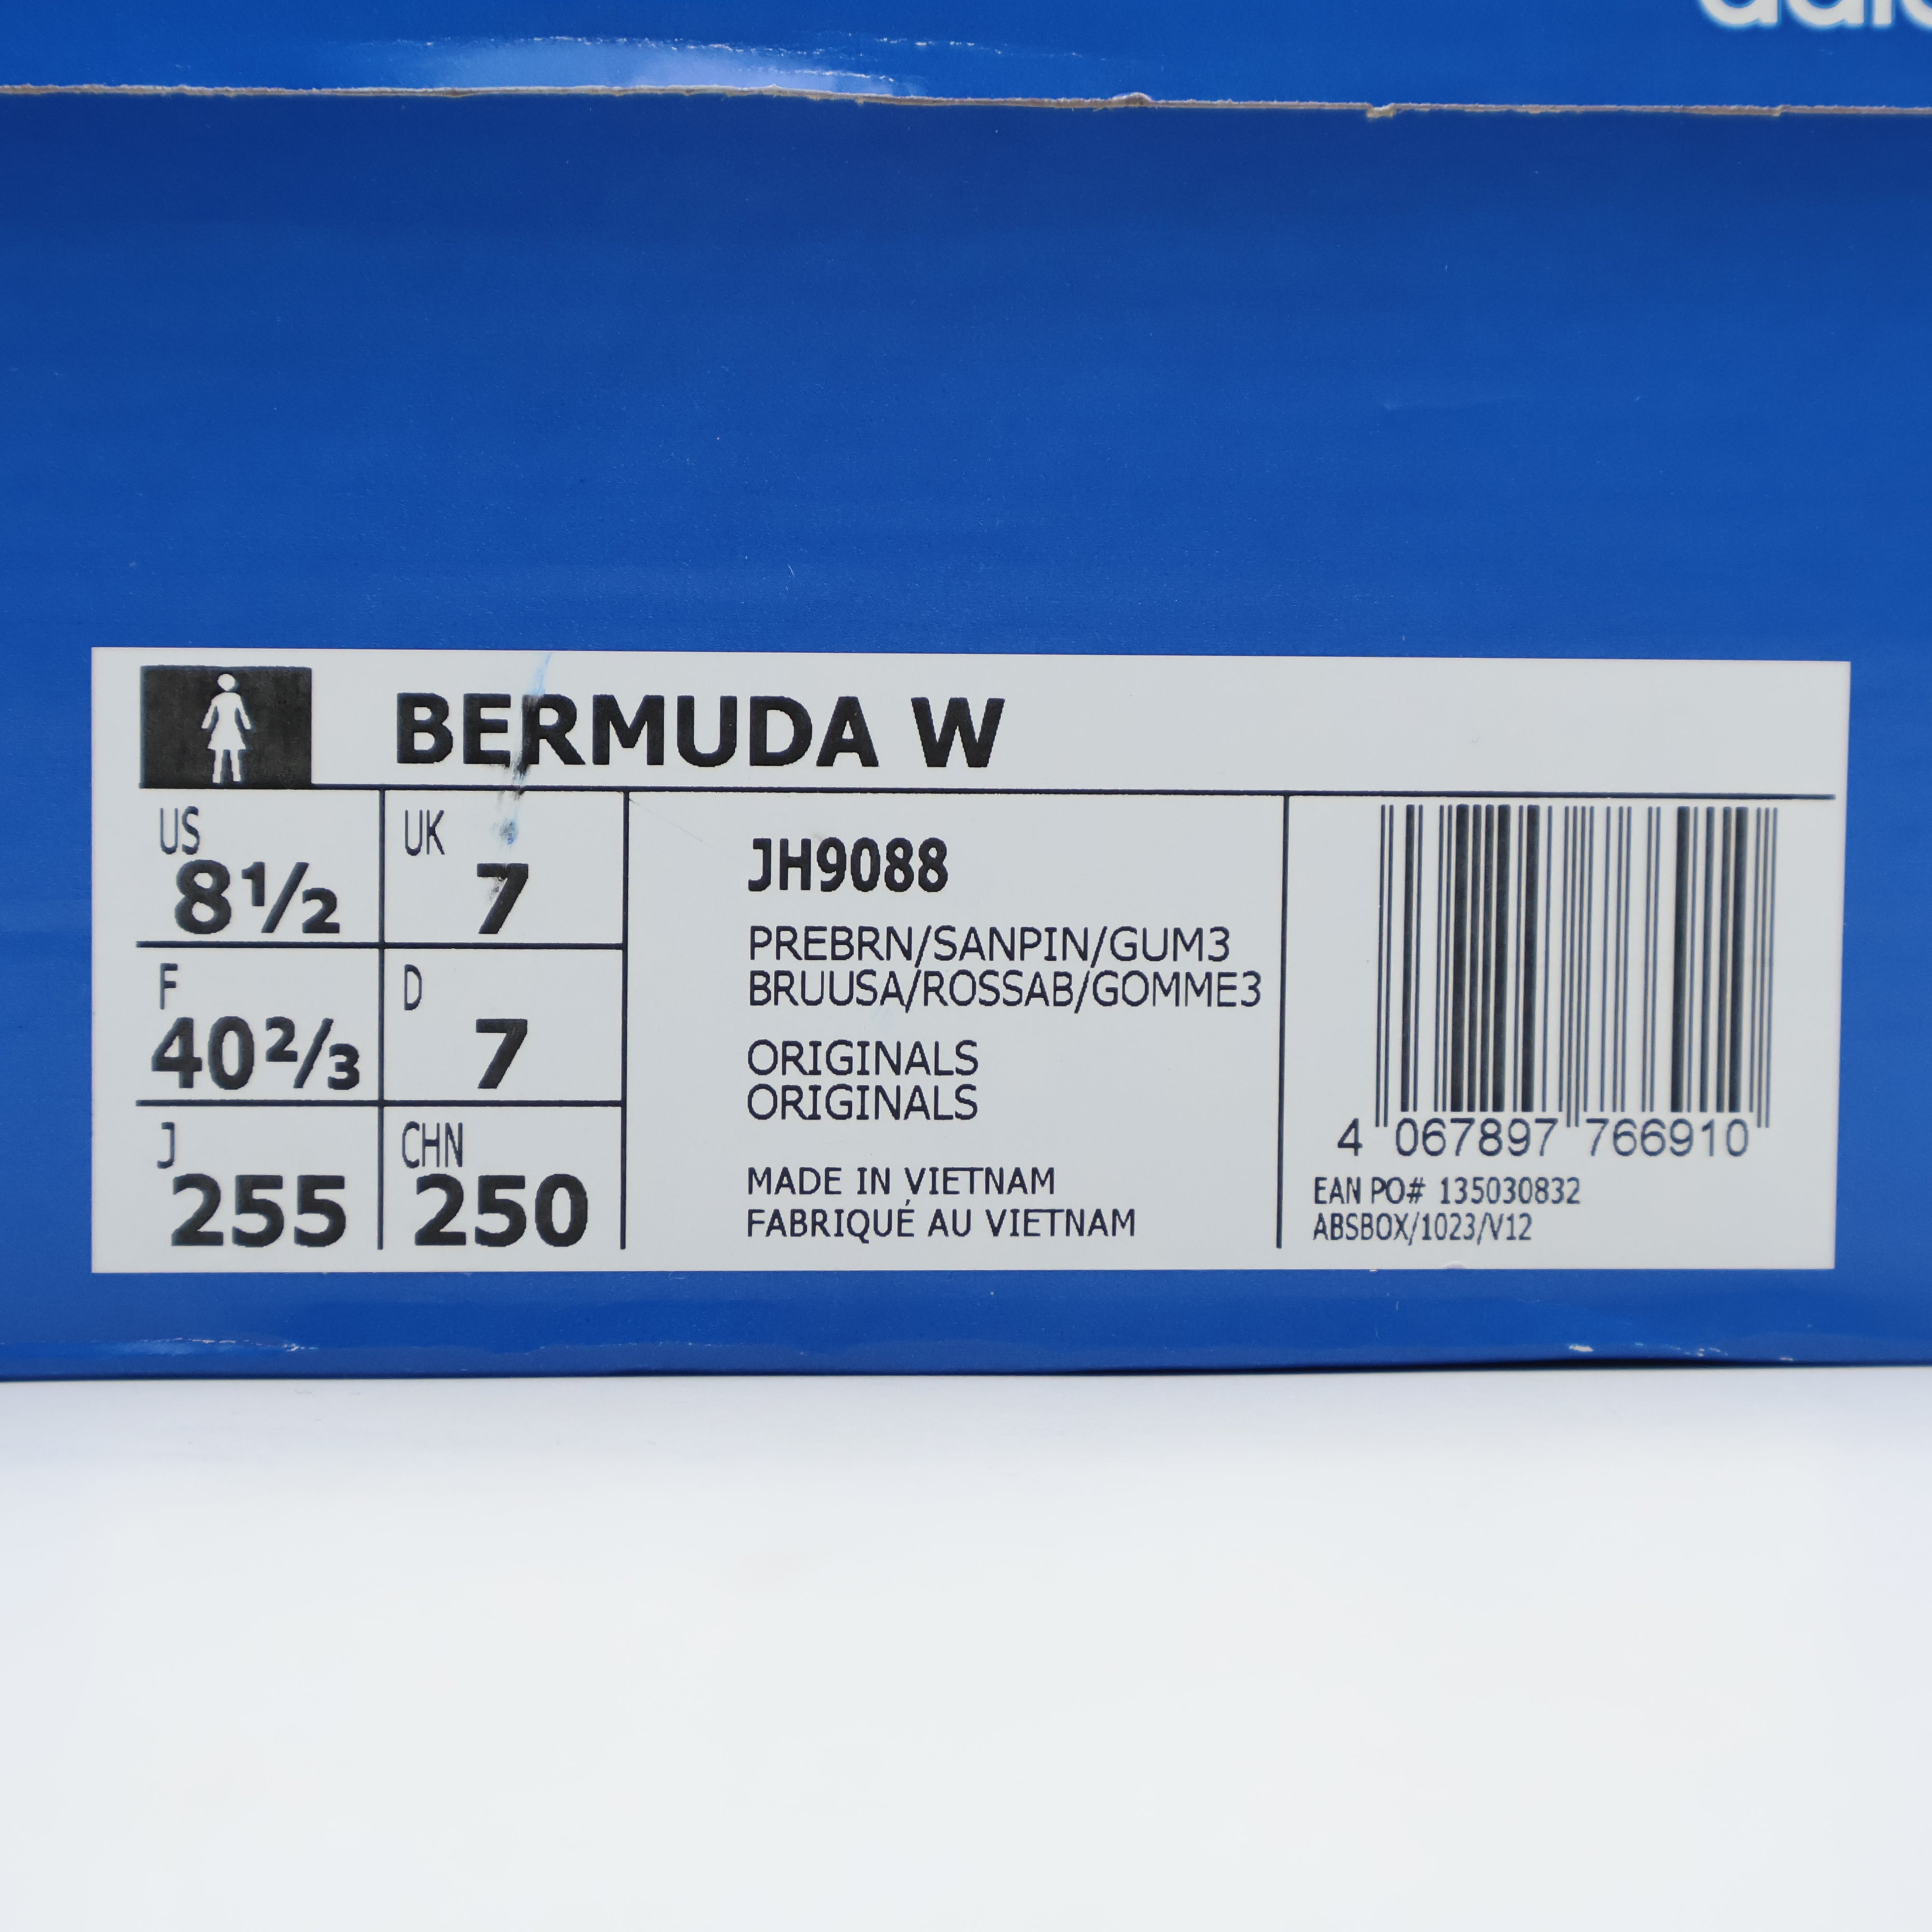 BERMUDA W
US
8½
UK
7
F
40⅔
D
7
J
255
CHN
250
JH9088
PREBRN/SANPIN/GUM3
BRUUSA/ROSSAB/GOMME3
ORIGINALS
ORIGINALS
MADE IN VIETNAM
FABRIQUÉ AU VIETNAM
4 067897 766910
EAN PO# 135030832
ABSBOX/1023/V12